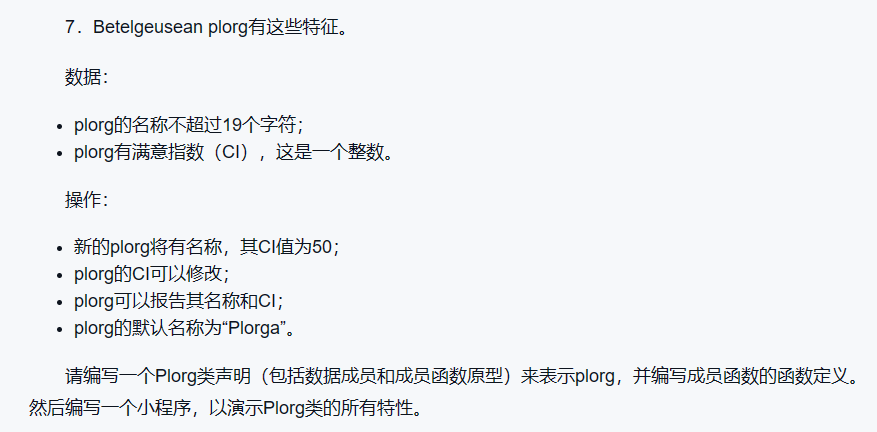 7．Betelgeusean plorg有这些特征。
数据：
• plorg的名称不超过19个字符；
• plorg有满意指数（CI），这是一个整数。
操作：
• 新的plorg将有名称，其CI值为50；
• plorg的CI可以修改；
• plorg可以报告其名称和CI；
• plorg的默认名称为“Plorga”。
请编写一个Plorg类声明（包括数据成员和成员函数原型）来表示plorg，并编写成员函数的函数定义。
然后编写一个小程序，以演示Plorg类的所有特性。